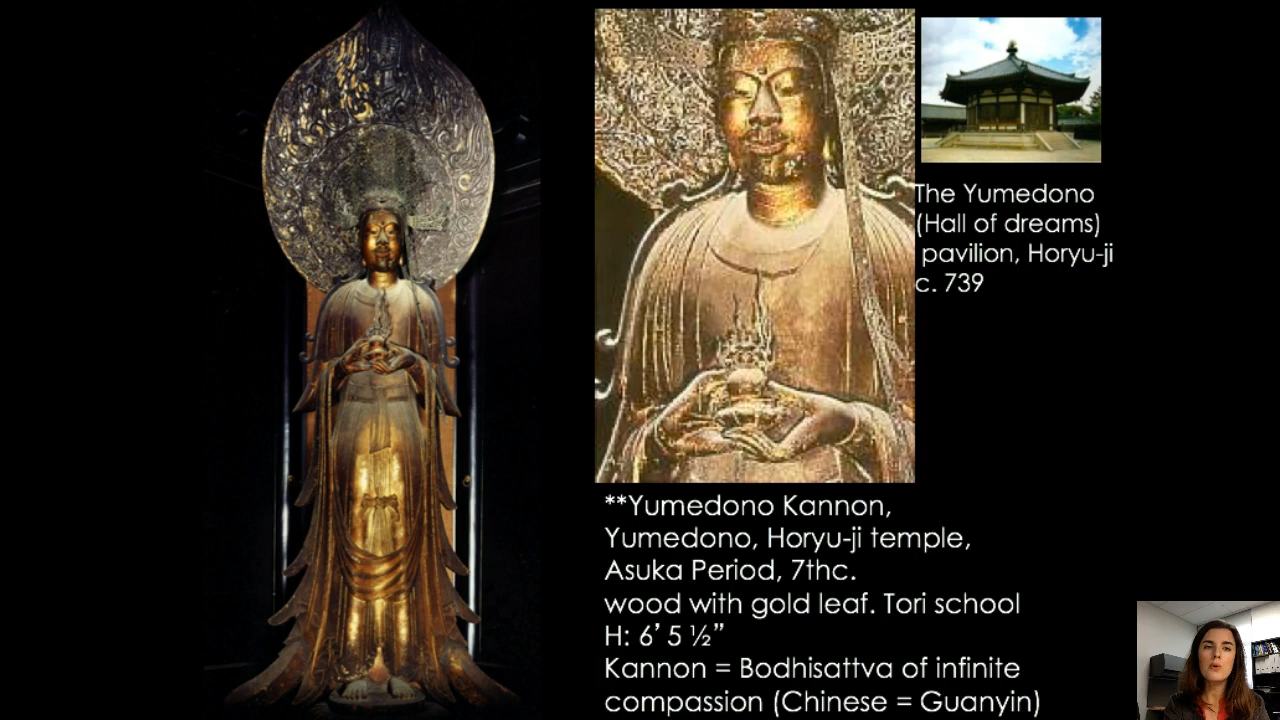 The Yumedono
(Hall of dreams)
pavilion, Horyu-ji
c. 739
**Yumedono Kannon,
Yumedono, Horyu-ji temple,
Asuka Period, 7thc.
wood with gold leaf. Tori school
H: 6’ 5 ½”
Kannon = Bodhisattva of infinite
compassion (Chinese = Guanyin)